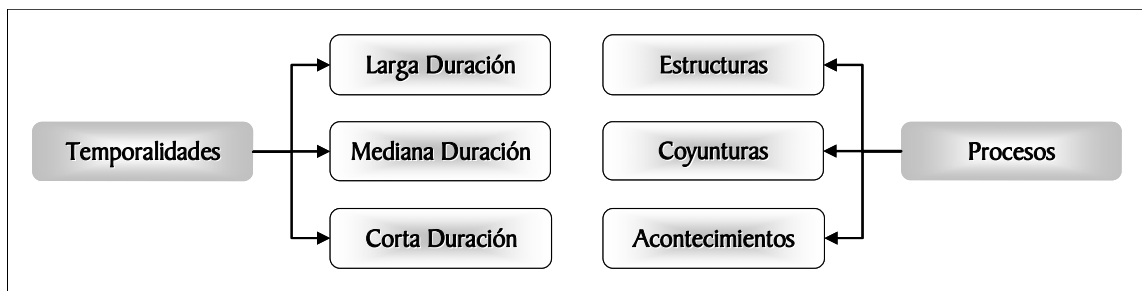 Larga Duración
Estructuras
Temporalidades
Mediana Duración
Coyunturas
Procesos
Corta Duración
Acontecimientos